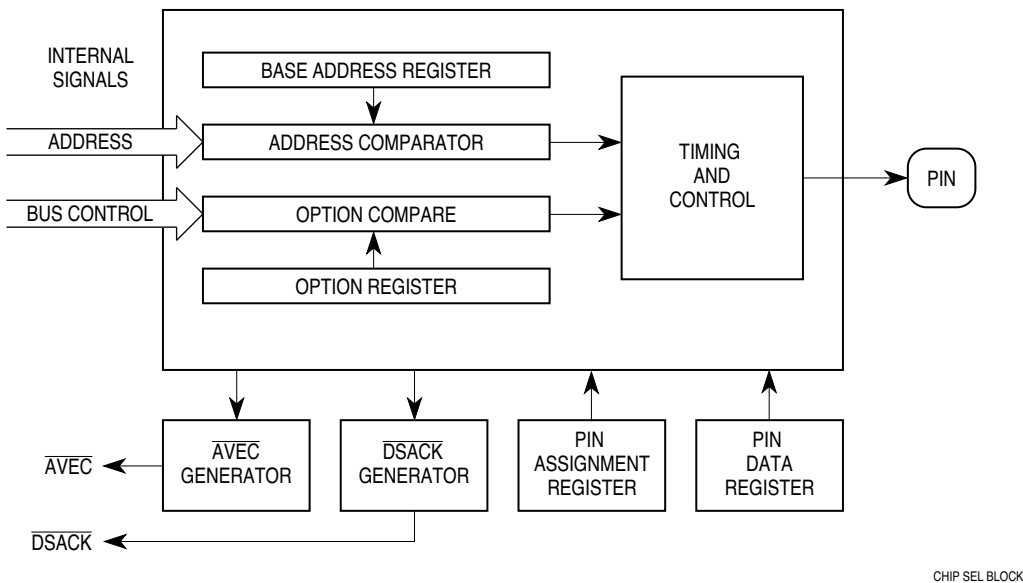 INTERNAL
SIGNALS
BASE ADDRESS REGISTER
ADDRESS
ADDRESS COMPARATOR
TIMING
AND
CONTROL
PIN
BUS CONTROL
OPTION COMPARE
OPTION REGISTER
AVEC
GENERATOR
DSACK
GENERATOR
PIN
ASSIGNMENT
REGISTER
PIN
DATA
REGISTER
AVEC
DSACK
CHIP SEL BLOCK